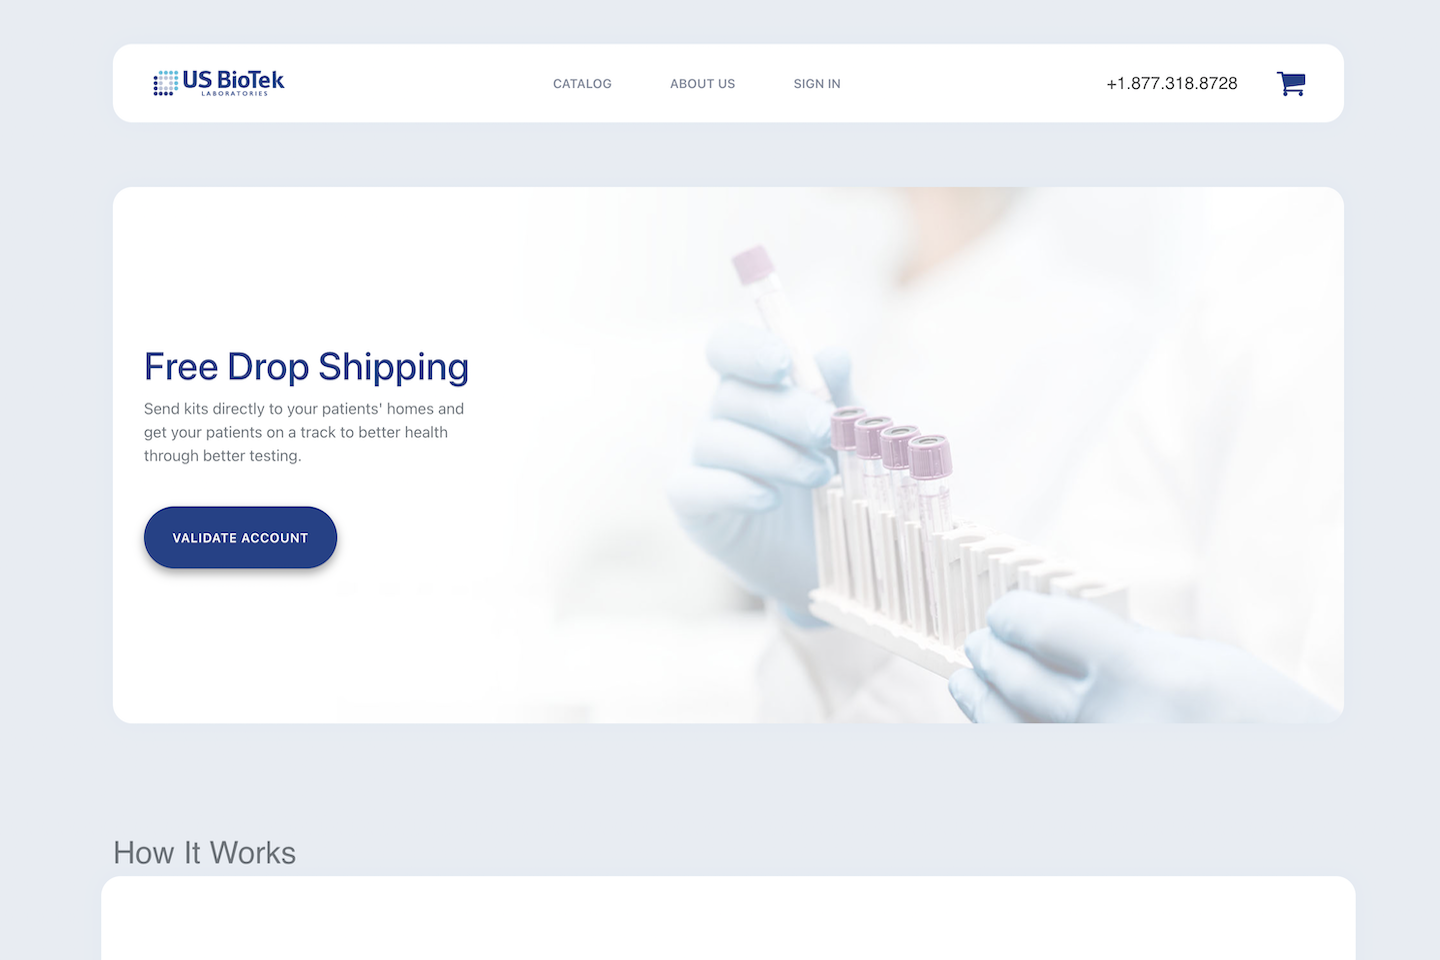 US BioTek
LABORATORIES
CATALOG
ABOUT US
SIGN IN
+1.877.318.8728
Free Drop Shipping
Send kits directly to your patients' homes and
get your patients on a track to better health
through better testing.
VALIDATE ACCOUNT
How It Works